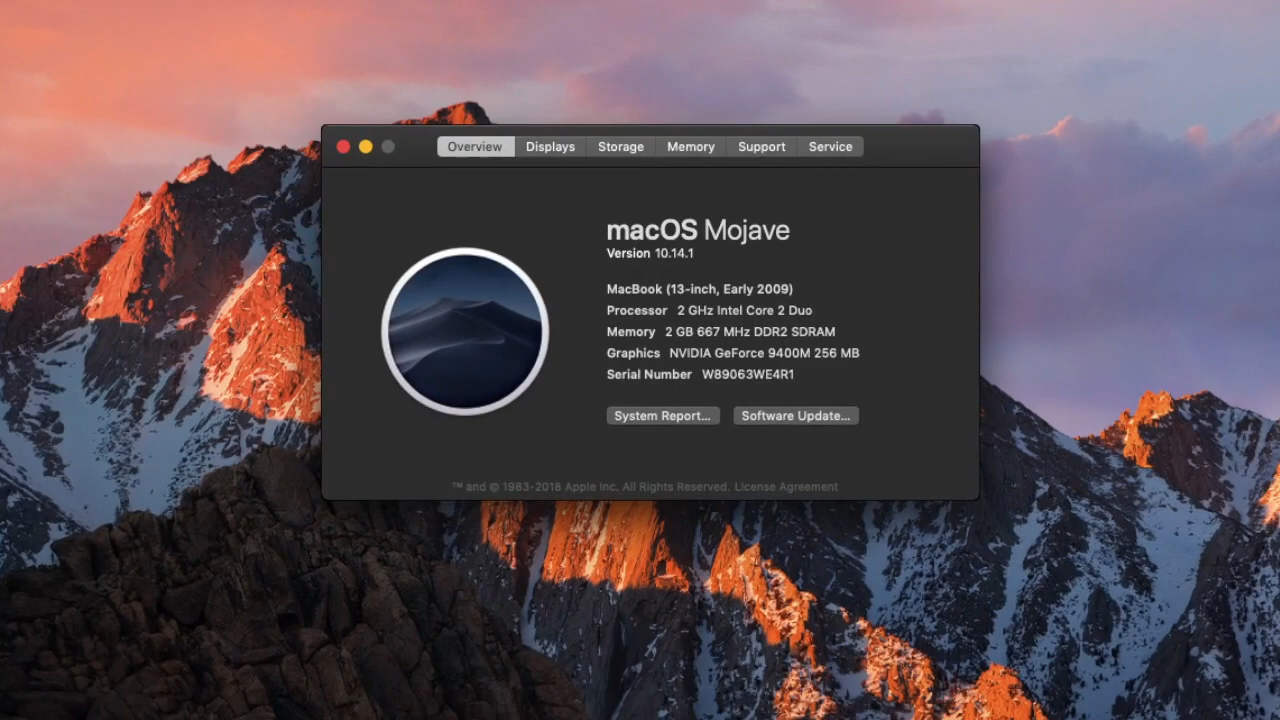 Overview Displays Storage Memory Support Service
macOS Mojave
Version 10.14.1
MacBook (13-inch, Early 2009)
Processor 2 GHz Intel Core 2 Duo
Memory 2 GB 667 MHz DDR2 SDRAM
Graphics NVIDIA GeForce 9400M 256 MB
Serial Number W89063WE4R1
System Report... Software Update...
™ and © 1983-2018 Apple Inc. All Rights Reserved. License Agreement